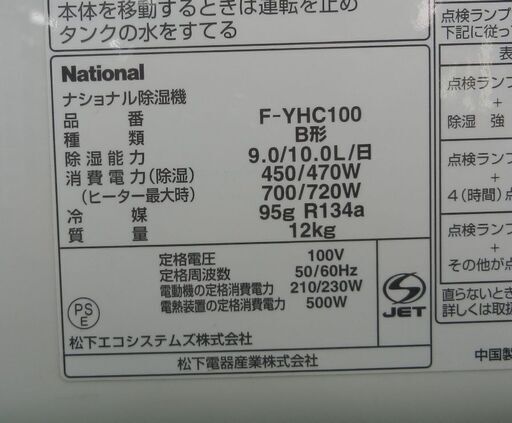 本体を移動するときは運転を止め
タンクの水をすてる
National
ナショナル除湿機
品番 F-YHC100
種類 B形
除湿能力 9.0/10.0L/日
消費電力(除湿) 450/470W
(ヒーター最大時) 700/720W
冷媒 95g R134a
質量 12kg
定格電圧 100V
定格周波数 50/60Hz
電動機の定格消費電力 210/230W
電熱装置の定格消費電力 500W
PS
E
JET
松下エコシステムズ株式会社
松下電器産業株式会社
点検ランプ
下記に従っ
表
点検ランプ
+
除湿 強
点検ランプ
+
4(時間)点
点検ランプ
+
その他が点
直らないとき
詳しくは取扱
中国製